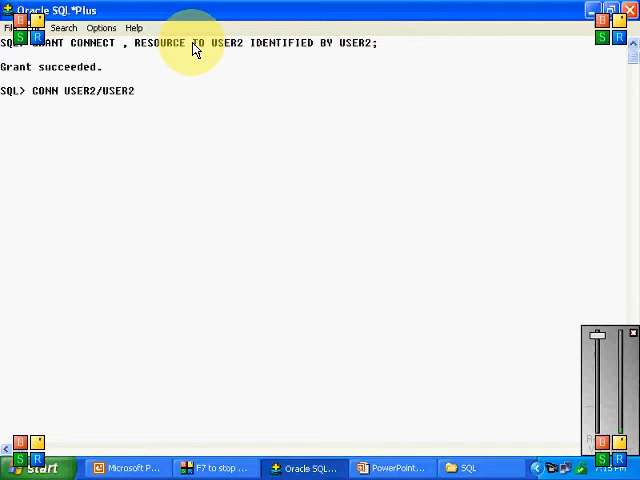 Oracle SQL*Plus
Search Options Help
SQL> GRANT CONNECT , RESOURCE TO USER2 IDENTIFIED BY USER2;
Grant succeeded.
SQL> CONN USER2/USER2
start
Microsoft P...
F7 to stop ...
Oracle SQL...
PowerPoint...
SQL